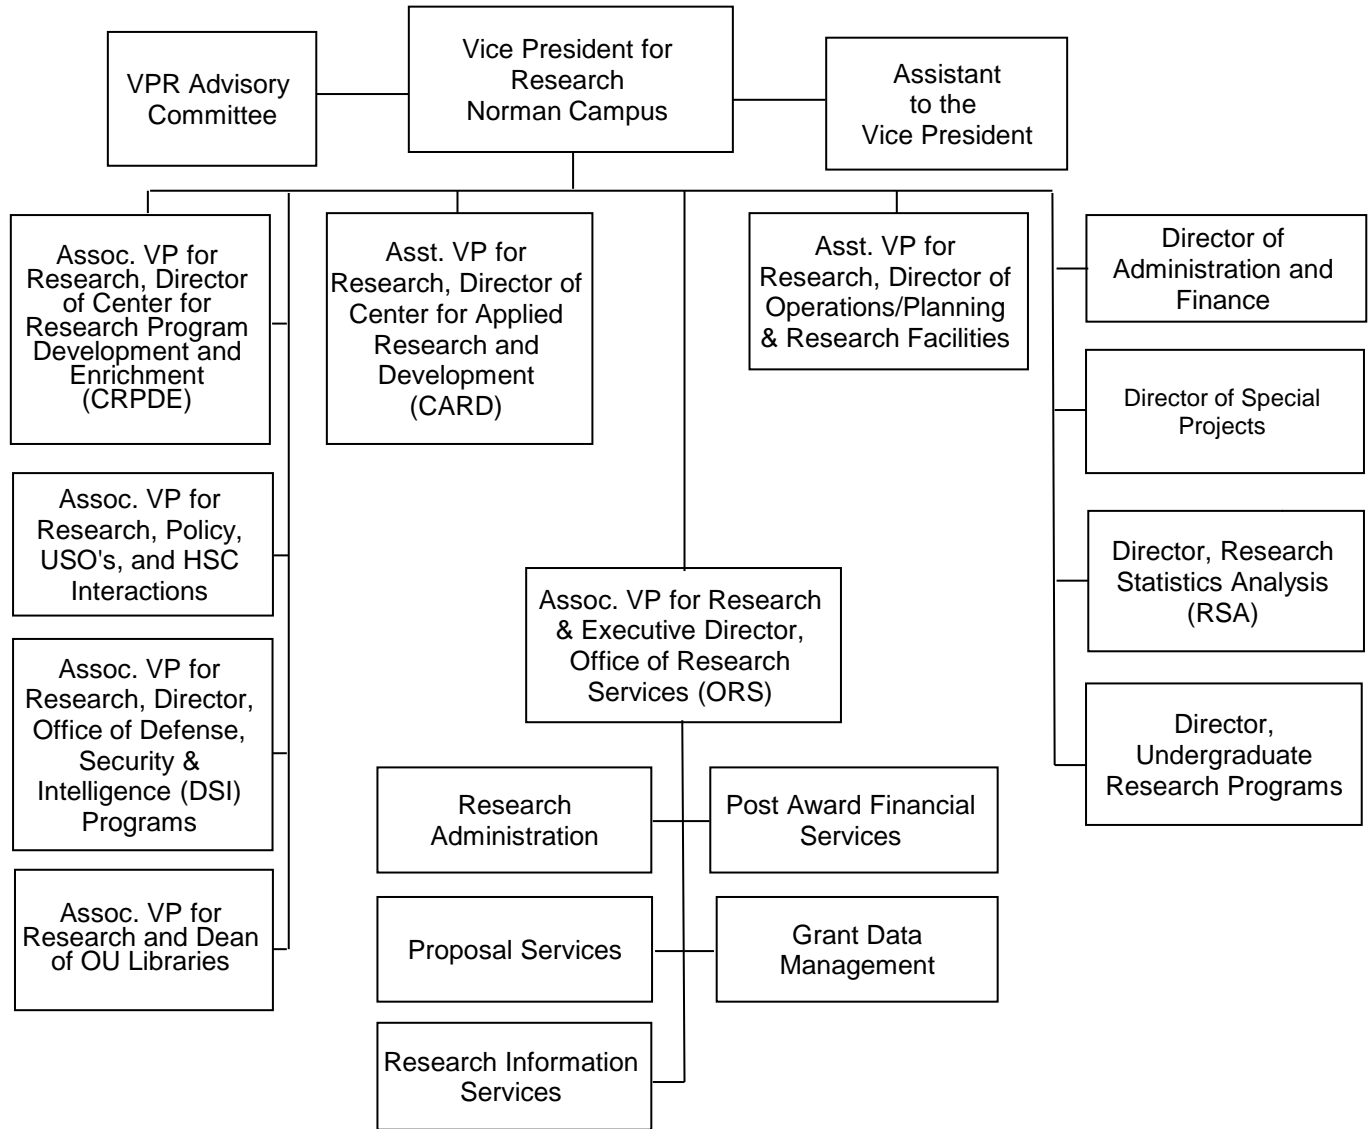 VPR Advisory
Committee
Vice President for
Research
Norman Campus
Assistant
to the
Vice President
Assoc. VP for
Research, Director
of Center for
Research Program
Development and
Enrichment
(CRPDE)
Asst. VP for
Research, Director of
Center for Applied
Research and
Development
(CARD)
Asst. VP for
Research, Director of
Operations/Planning
& Research Facilities
Director of
Administration and
Finance
Director of Special
Projects
Assoc. VP for
Research, Policy,
USO's, and HSC
Interactions
Assoc. VP for Research
& Executive Director,
Office of Research
Services (ORS)
Director, Research
Statistics Analysis
(RSA)
Assoc. VP for
Research, Director,
Office of Defense,
Security &
Intelligence (DSI)
Programs
Director,
Undergraduate
Research Programs
Research
Administration
Post Award Financial
Services
Assoc. VP for
Research and Dean
of OU Libraries
Proposal Services
Grant Data
Management
Research Information
Services